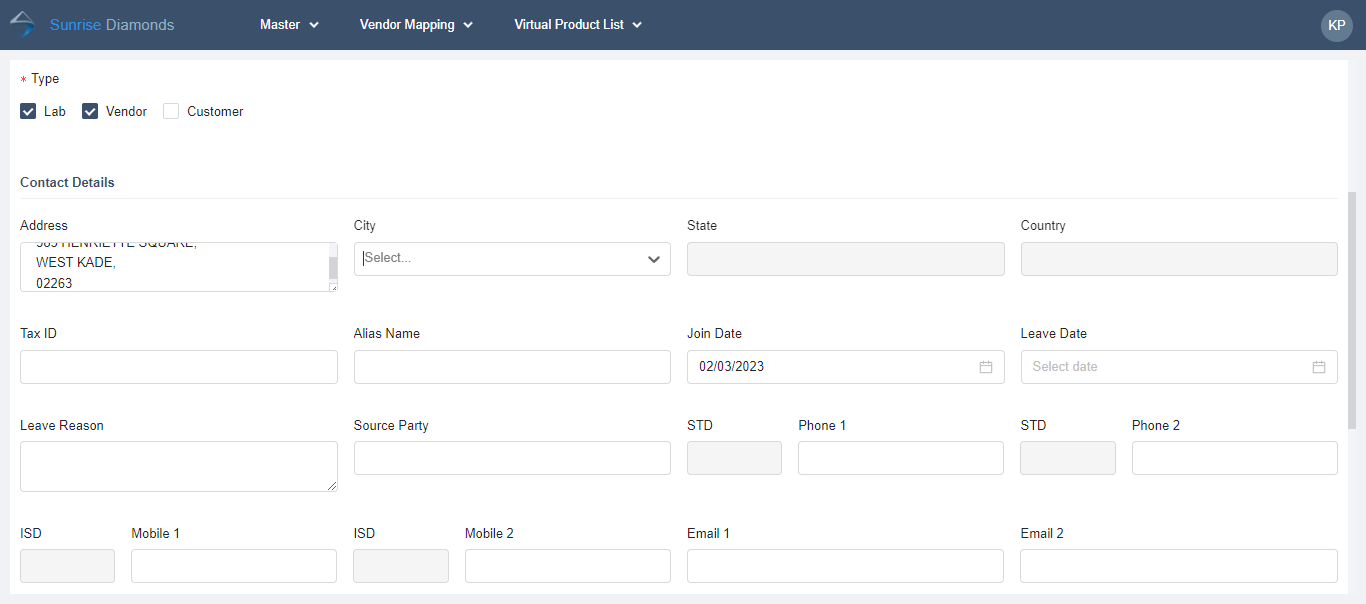 Sunrise Diamonds
Master
Vendor Mapping
Virtual Product List
KP
* Type
Lab
Vendor
Customer
Contact Details
Address
City
State
Country
HENRIETTE SQUARE,
WEST KADE,
02263
Select...
Tax ID
Alias Name
Join Date
Leave Date
02/03/2023
Select date
Leave Reason
Source Party
STD
Phone 1
STD
Phone 2
ISD
Mobile 1
ISD
Mobile 2
Email 1
Email 2